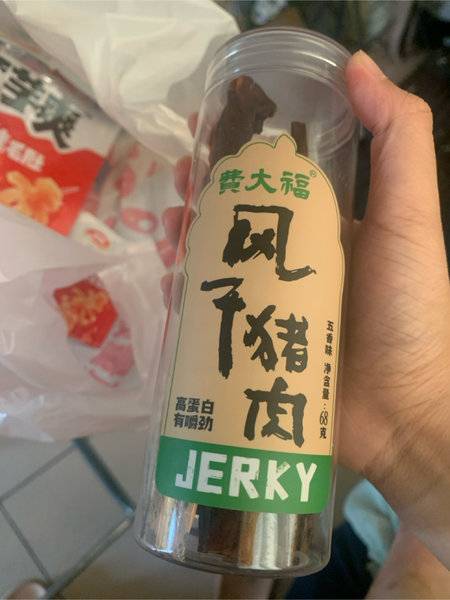 費大福®
风干猪肉
五香味 净含量：68克
高蛋白
有嚼劲
JERKY